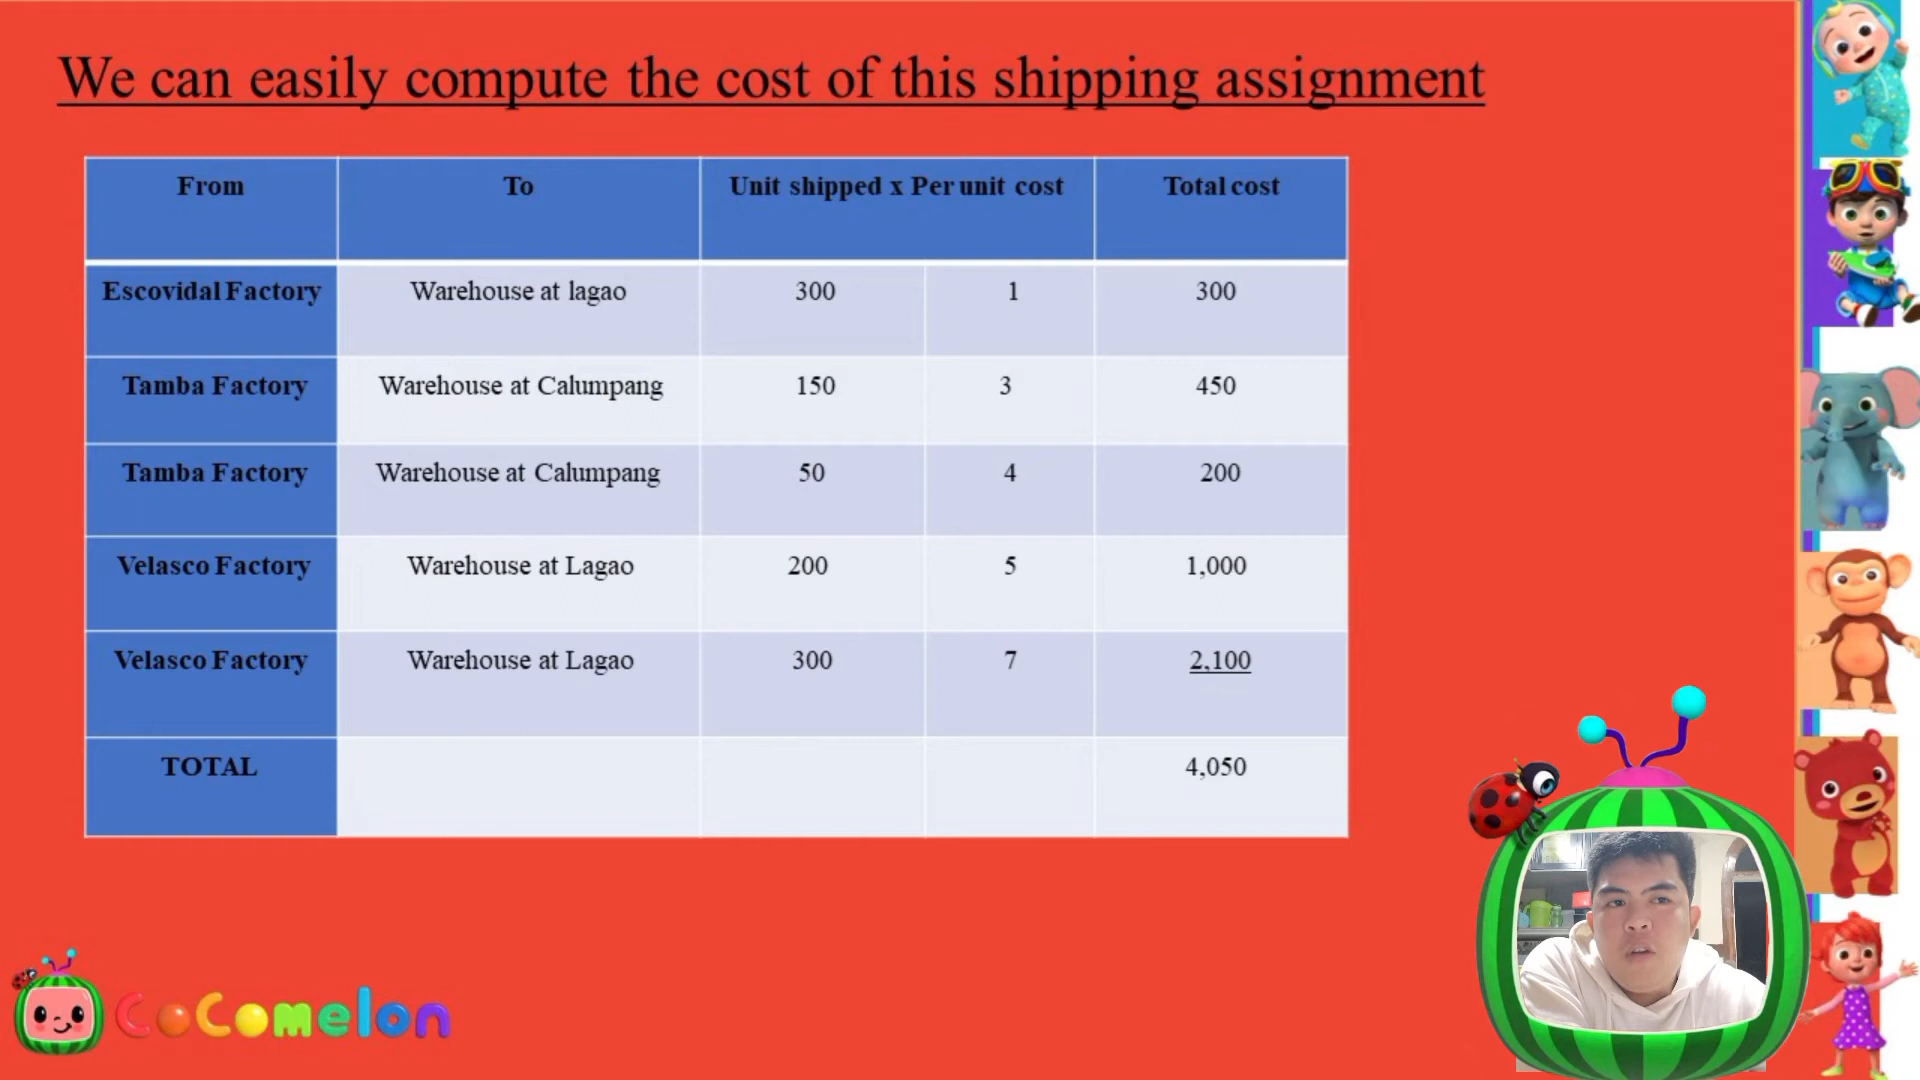 We can easily compute the cost of this shipping assignment
From To Unit shipped x Per unit cost Total cost
Escovidal Factory Warehouse at lagao 300 1 300
Tamba Factory Warehouse at Calumpang 150 3 450
Tamba Factory Warehouse at Calumpang 50 4 200
Velasco Factory Warehouse at Lagao 200 5 1,000
Velasco Factory Warehouse at Lagao 300 7 2,100
TOTAL 4,050
CoComelon